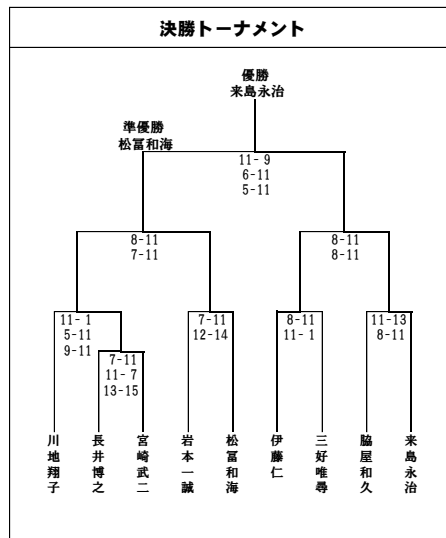 決勝トーナメント
優勝
来島永治
準優勝
松冨和海
11- 9
6-11
5-11
8-11
7-11
8-11
8-11
11- 1
5-11
9-11
7-11
12-14
8-11
11- 1
11-13
8-11
7-11
11- 7
13-15
川地翔子
長井博之
宮崎武二
岩本一誠
松冨和海
伊藤仁
三好唯尋
脇屋和久
来島永治